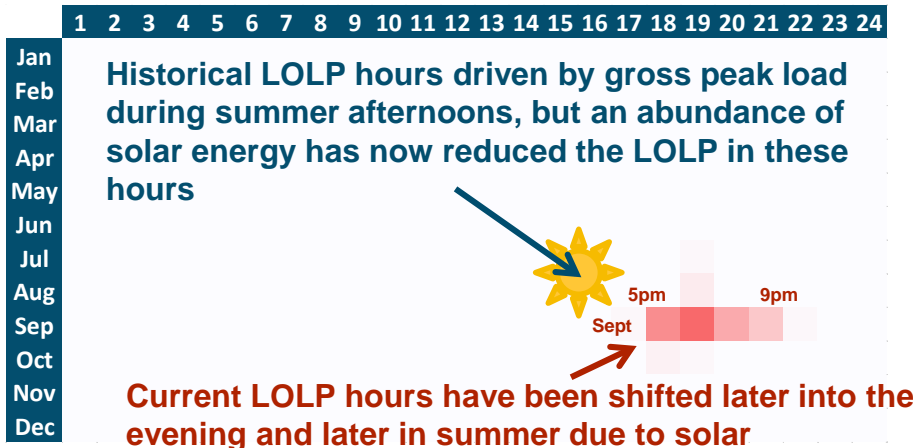 1 2 3 4 5 6 7 8 9 10 11 12 13 14 15 16 17 18 19 20 21 22 23 24
Jan
Feb
Mar
Apr
May
Jun
Jul
Aug
Sep
Oct
Nov
Dec
Historical LOLP hours driven by gross peak load
during summer afternoons, but an abundance of
solar energy has now reduced the LOLP in these
hours
5pm 9pm
Sept
Current LOLP hours have been shifted later into the
evening and later in summer due to solar